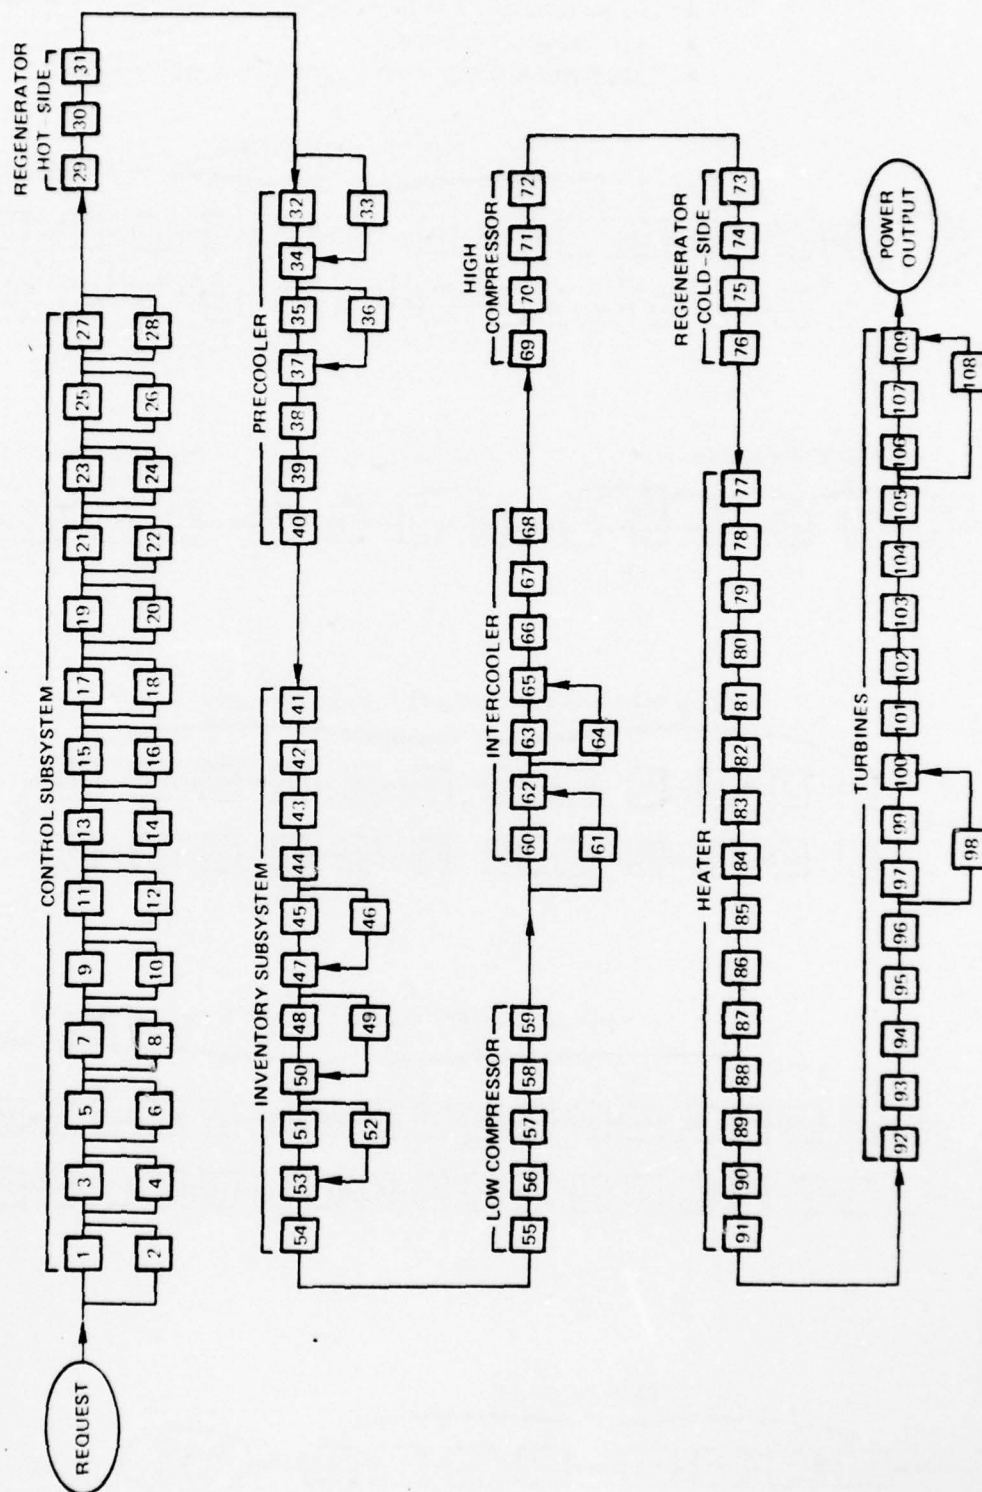 REQUEST
CONTROL SUBSYSTEM
1 3 5 7 9 11 13 15 17 19 21 23 25 27
2 4 6 8 10 12 14 16 18 20 22 24 26 28
REGENERATOR
HOT-SIDE
29 30 31
PRECOOLER
40 39 38 37 35 34 32
36 33
INVENTORY SUBSYSTEM
54 53 51 50 48 47 45 44 43 42 41
52 49 46
LOW COMPRESSOR
55 56 57 58 59
INTERCOOLER
60 62 63 65 66 67 68
61 64
HIGH
COMPRESSOR
69 70 71 72
REGENERATOR
COLD-SIDE
76 75 74 73
HEATER
91 90 89 88 87 86 85 84 83 82 81 80 79 78 77
TURBINES
92 93 94 95 96 97 99 100 101 102 103 104 105 106 107 109
98 108
POWER
OUTPUT